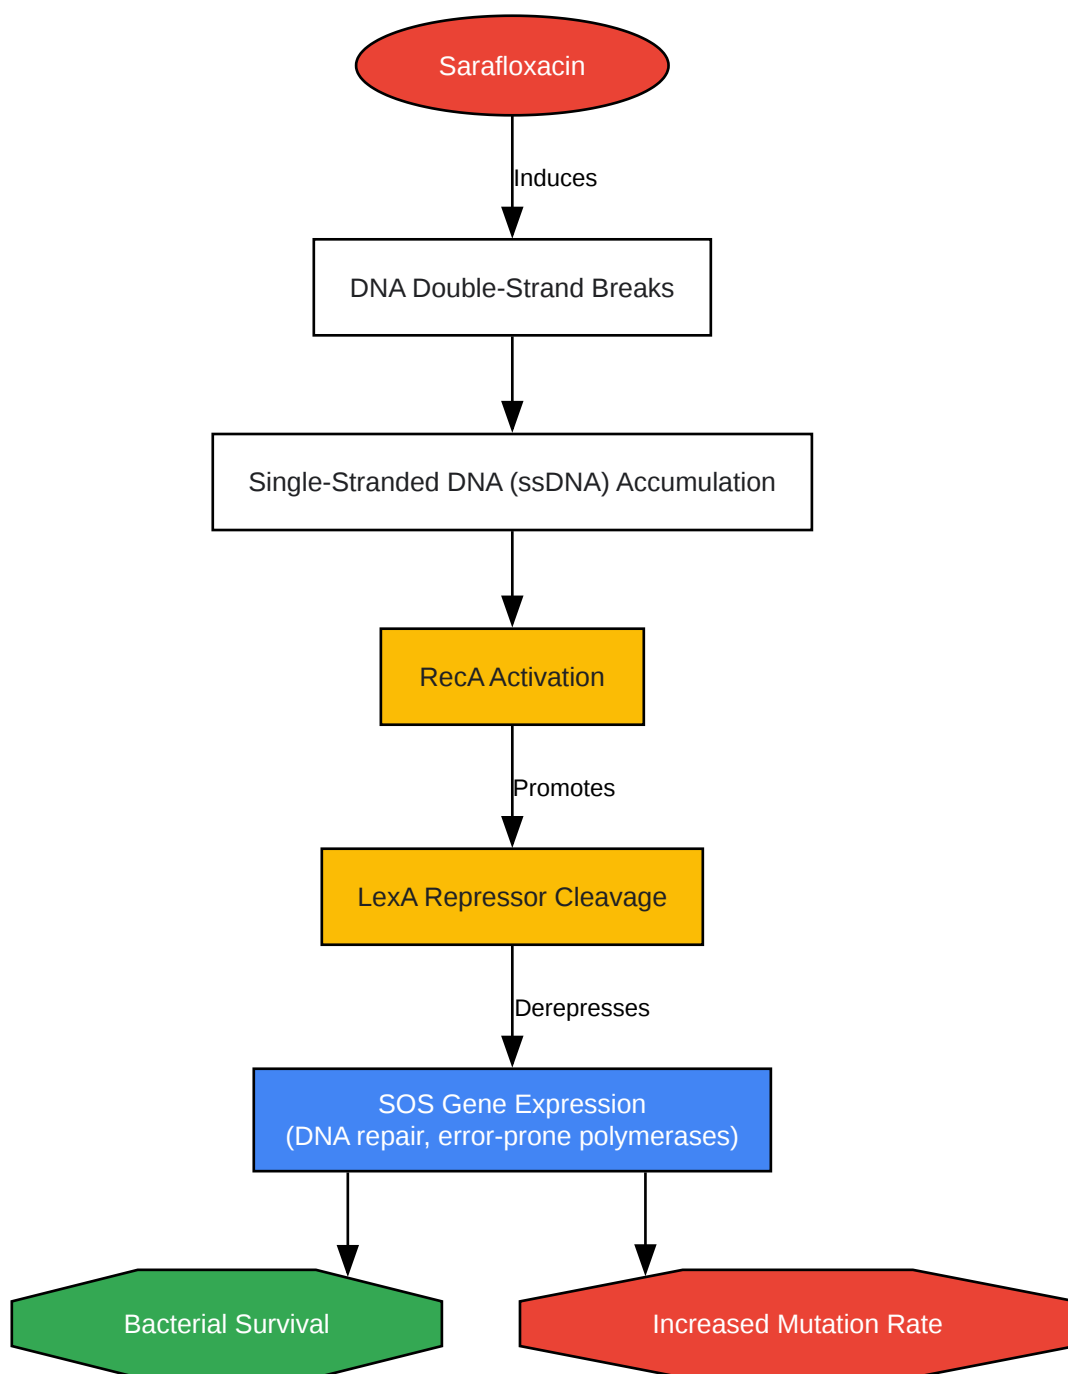 Sarafloxacin
Induces
DNA Double-Strand Breaks
Single-Stranded DNA (ssDNA) Accumulation
RecA Activation
Promotes
LexA Repressor Cleavage
Derepresses
SOS Gene Expression
(DNA repair, error-prone polymerases)
Bacterial Survival
Increased Mutation Rate